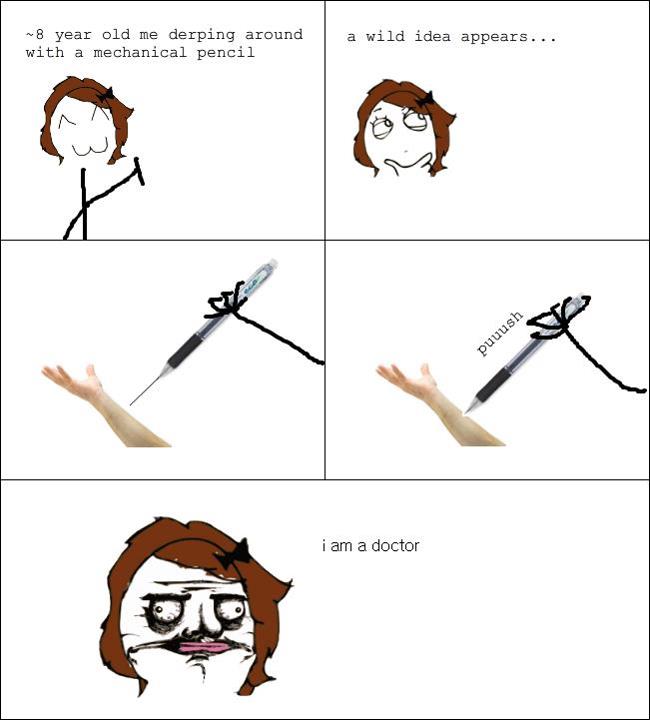 ~8 year old me derping around
with a mechanical pencil
a wild idea appears...
puuush
i am a doctor